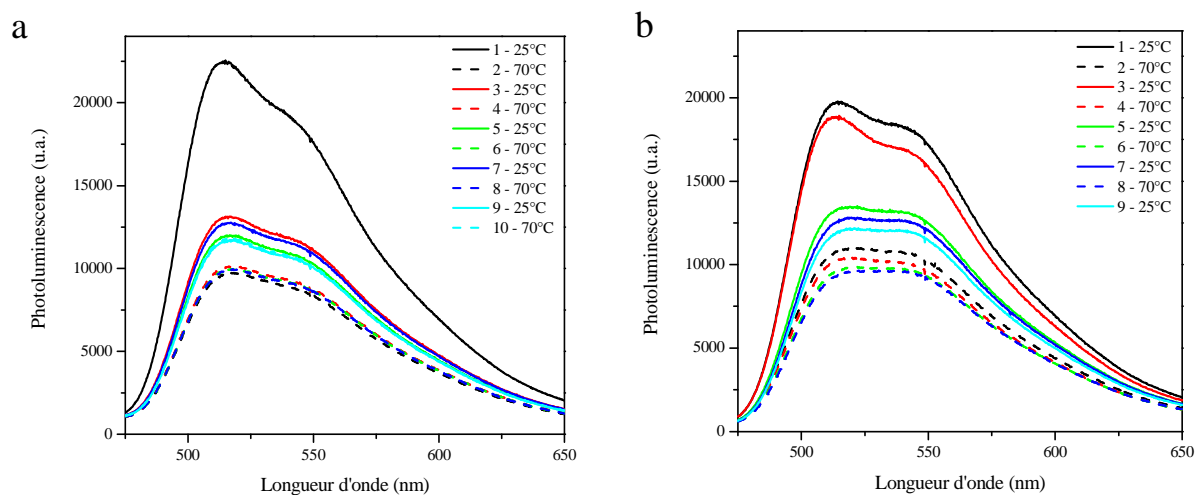 a
1 - 25°C
2 - 70°C
3 - 25°C
4 - 70°C
5 - 25°C
6 - 70°C
7 - 25°C
8 - 70°C
9 - 25°C
10 - 70°C
20000
15000
10000
5000
0
Photoluminescence (u.a.)
500
550
600
650
Longueur d'onde (nm)
b
1 - 25°C
2 - 70°C
3 - 25°C
4 - 70°C
5 - 25°C
6 - 70°C
7 - 25°C
8 - 70°C
9 - 25°C
20000
15000
10000
5000
0
Photoluminescence (u.a.)
500
550
600
650
Longueur d'onde (nm)